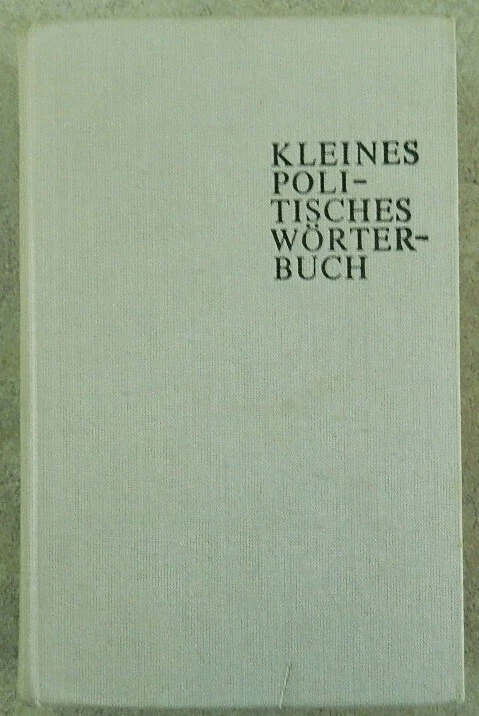 KLEINES
POLI-
TISCHES
WÖRTER-
BUCH